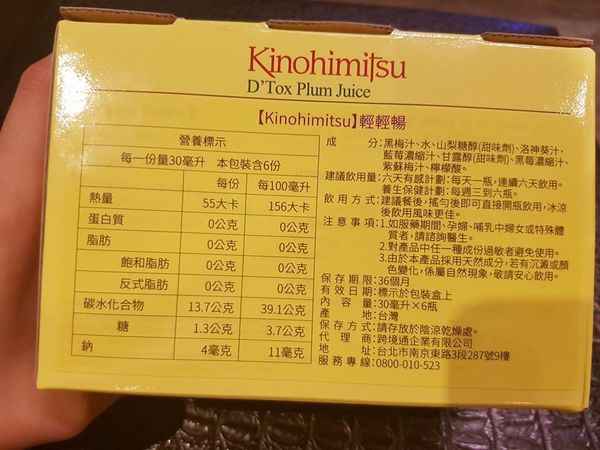 Kinohimitsu
D'Tox Plum Juice
【Kinohimitsu】輕輕暢
營養標示
每一份量30毫升 本包裝含6份
每份 每100毫升
熱量 55大卡 156大卡
蛋白質 0公克 0公克
脂肪 0公克 0公克
飽和脂肪 0公克 0公克
反式脂肪 0公克 0公克
碳水化合物 13.7公克 39.1公克
糖 1.3公克 3.7公克
鈉 4毫克 11毫克
成 分:黑梅汁、水、山梨糖醇(甜味劑)、洛神葵汁、
藍莓濃縮汁、甘露醇(甜味劑)、黑莓濃縮汁、
紫蘇梅汁、檸檬酸。
建議飲用量:六天有感計劃:每天一瓶,連續六天飲用。
養生保健計劃:每週三到六瓶。
飲用方式:建議餐後,搖勻後即可直接開瓶飲用,冰涼
後飲用風味更佳。
注意事項:1.如服藥期間、孕婦、哺乳中婦女或特殊體
質者,請諮詢醫生。
2.對產品中任一種成份過敏者避免使用。
3.由於本產品採用天然成分,若有沉澱或顏
色變化,係屬自然現象,敬請安心飲用。
保存期限:36個月
有效日期:標示於包裝盒上
內容量:30毫升×6瓶
產 地:台灣
保存方式:請存放於陰涼乾燥處。
代理商:跨境通企業有限公司
地 址:台北市南京東路3段287號9樓
服務專線:0800-010-523